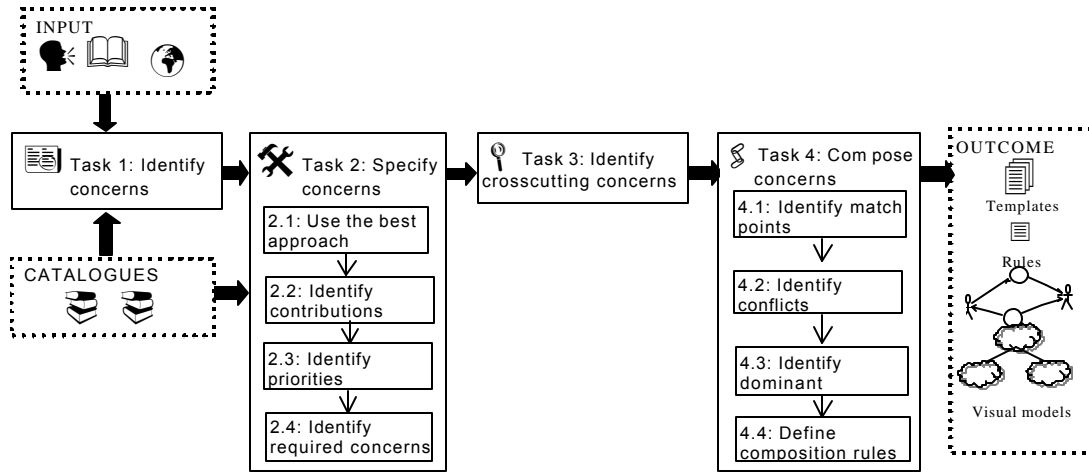 INPUT
Task 1: Identify
concerns
CATALOGUES
Task 2: Specify
concerns
2.1: Use the best
approach
2.2: Identify
contributions
2.3: Identify
priorities
2.4: Identify
required concerns
Task 3: Identify
crosscutting concerns
Task 4: Com pose
concerns
4.1: Identify match
points
4.2: Identify
conflicts
4.3: Identify
dominant
4.4: Define
composition rules
OUTCOME
Templates
Rules
Visual models